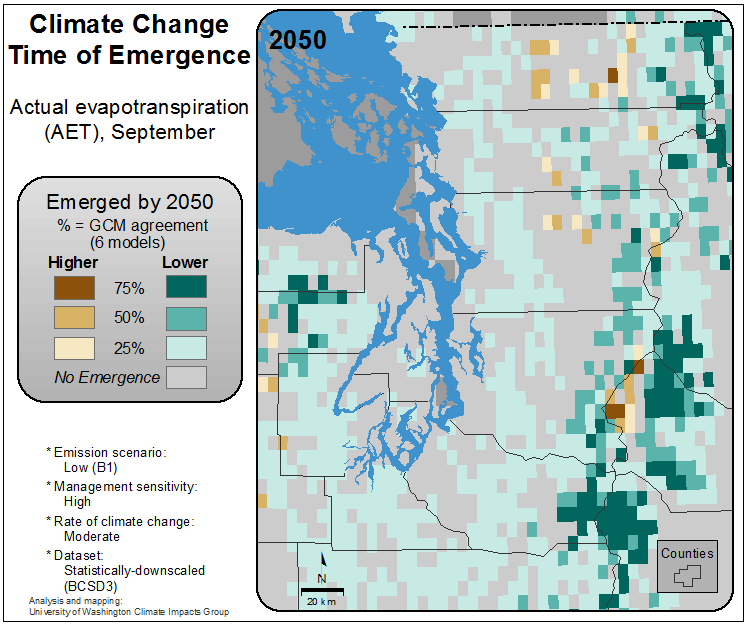 Climate Change
Time of Emergence
Actual evapotranspiration
(AET), September
Emerged by 2050
% = GCM agreement
(6 models)
Higher Lower
75%
50%
25%
No Emergence
* Emission scenario:
Low (B1)
* Management sensitivity:
High
* Rate of climate change:
Moderate
* Dataset:
Statistically-downscaled
(BCSD3)
Analysis and mapping:
University of Washington Climate Impacts Group
2050
N
20 km
Counties